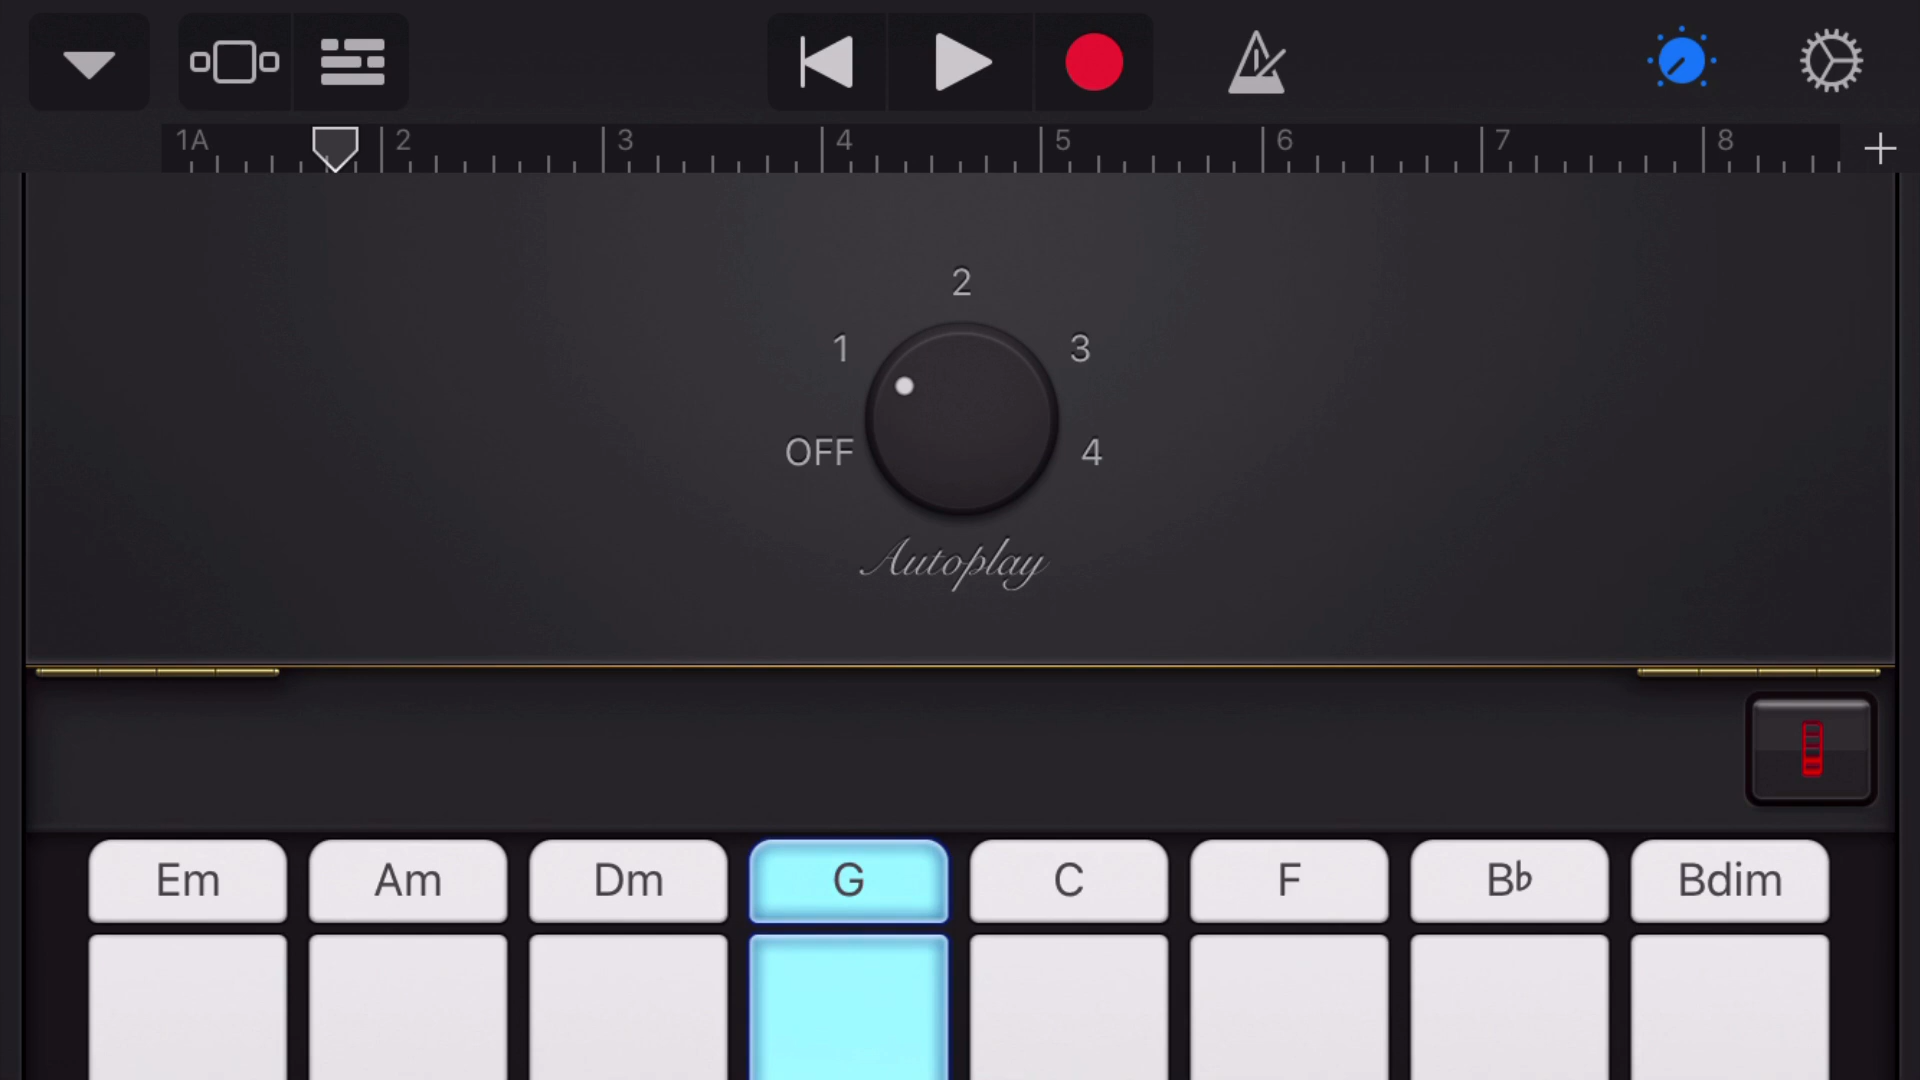 1A 2 3 4 5 6 7 8
2
1 3
OFF 4
Autoplay
Em Am Dm G C F B♭ Bdim